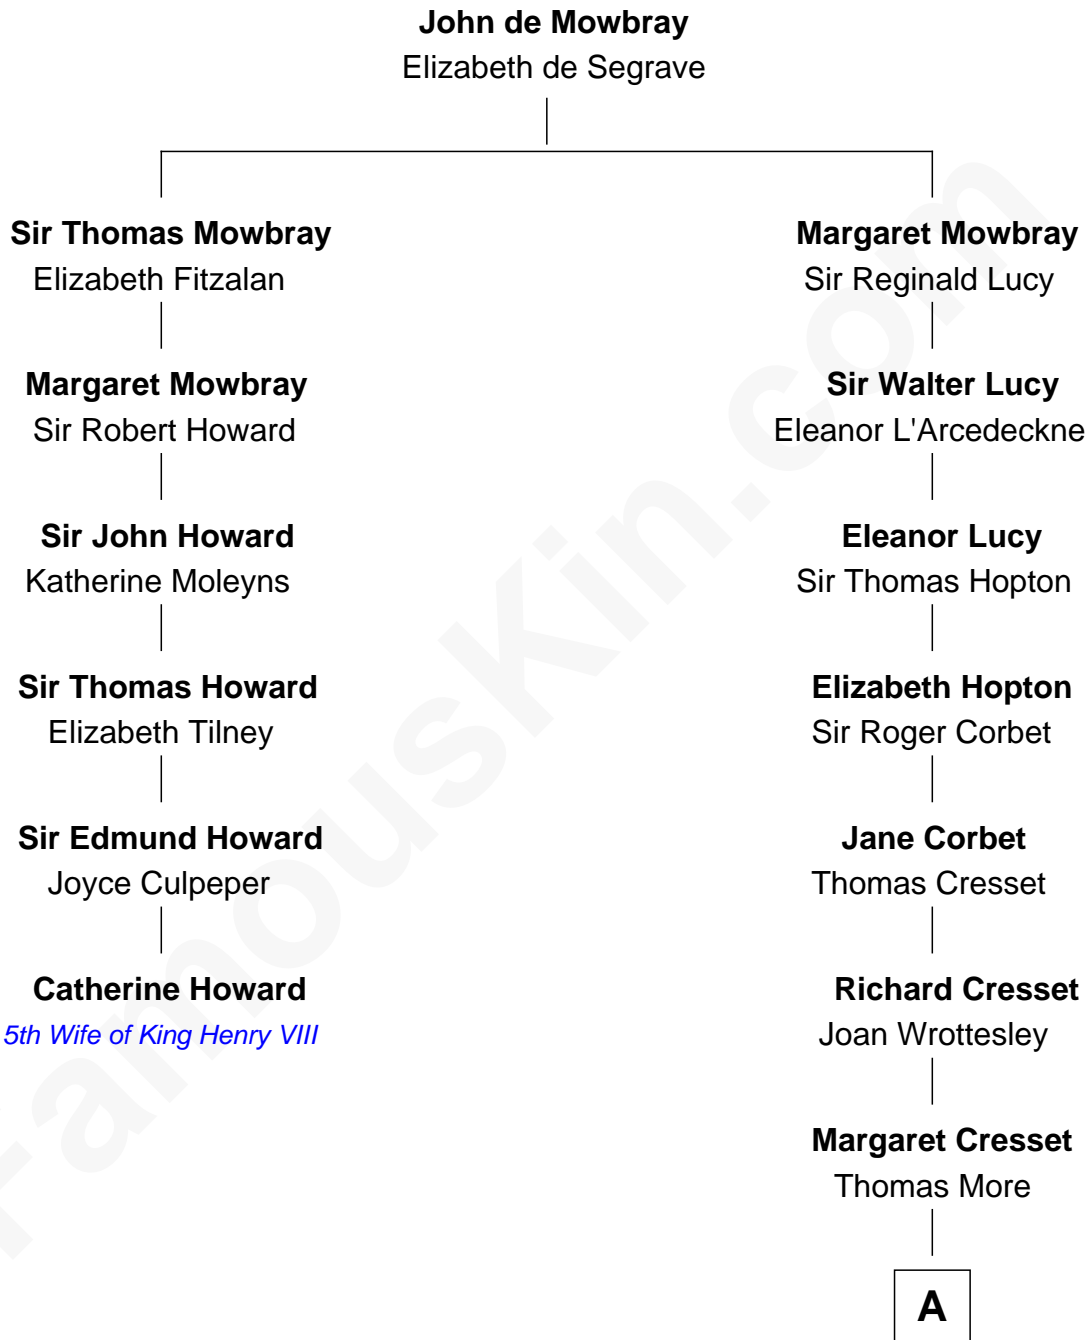 John de Mowbray
Elizabeth de Segrave
Sir Thomas Mowbray
Elizabeth Fitzalan
Margaret Mowbray
Sir Robert Howard
Sir John Howard
Katherine Moleyns
Sir Thomas Howard
Elizabeth Tilney
Sir Edmund Howard
Joyce Culpeper
Catherine Howard
5th Wife of King Henry VIII
Margaret Mowbray
Sir Reginald Lucy
Sir Walter Lucy
Eleanor L'Arcedeckne
Eleanor Lucy
Sir Thomas Hopton
Elizabeth Hopton
Sir Roger Corbet
Jane Corbet
Thomas Cresset
Richard Cresset
Joan Wrottesley
Margaret Cresset
Thomas More
A
FamousKin.com